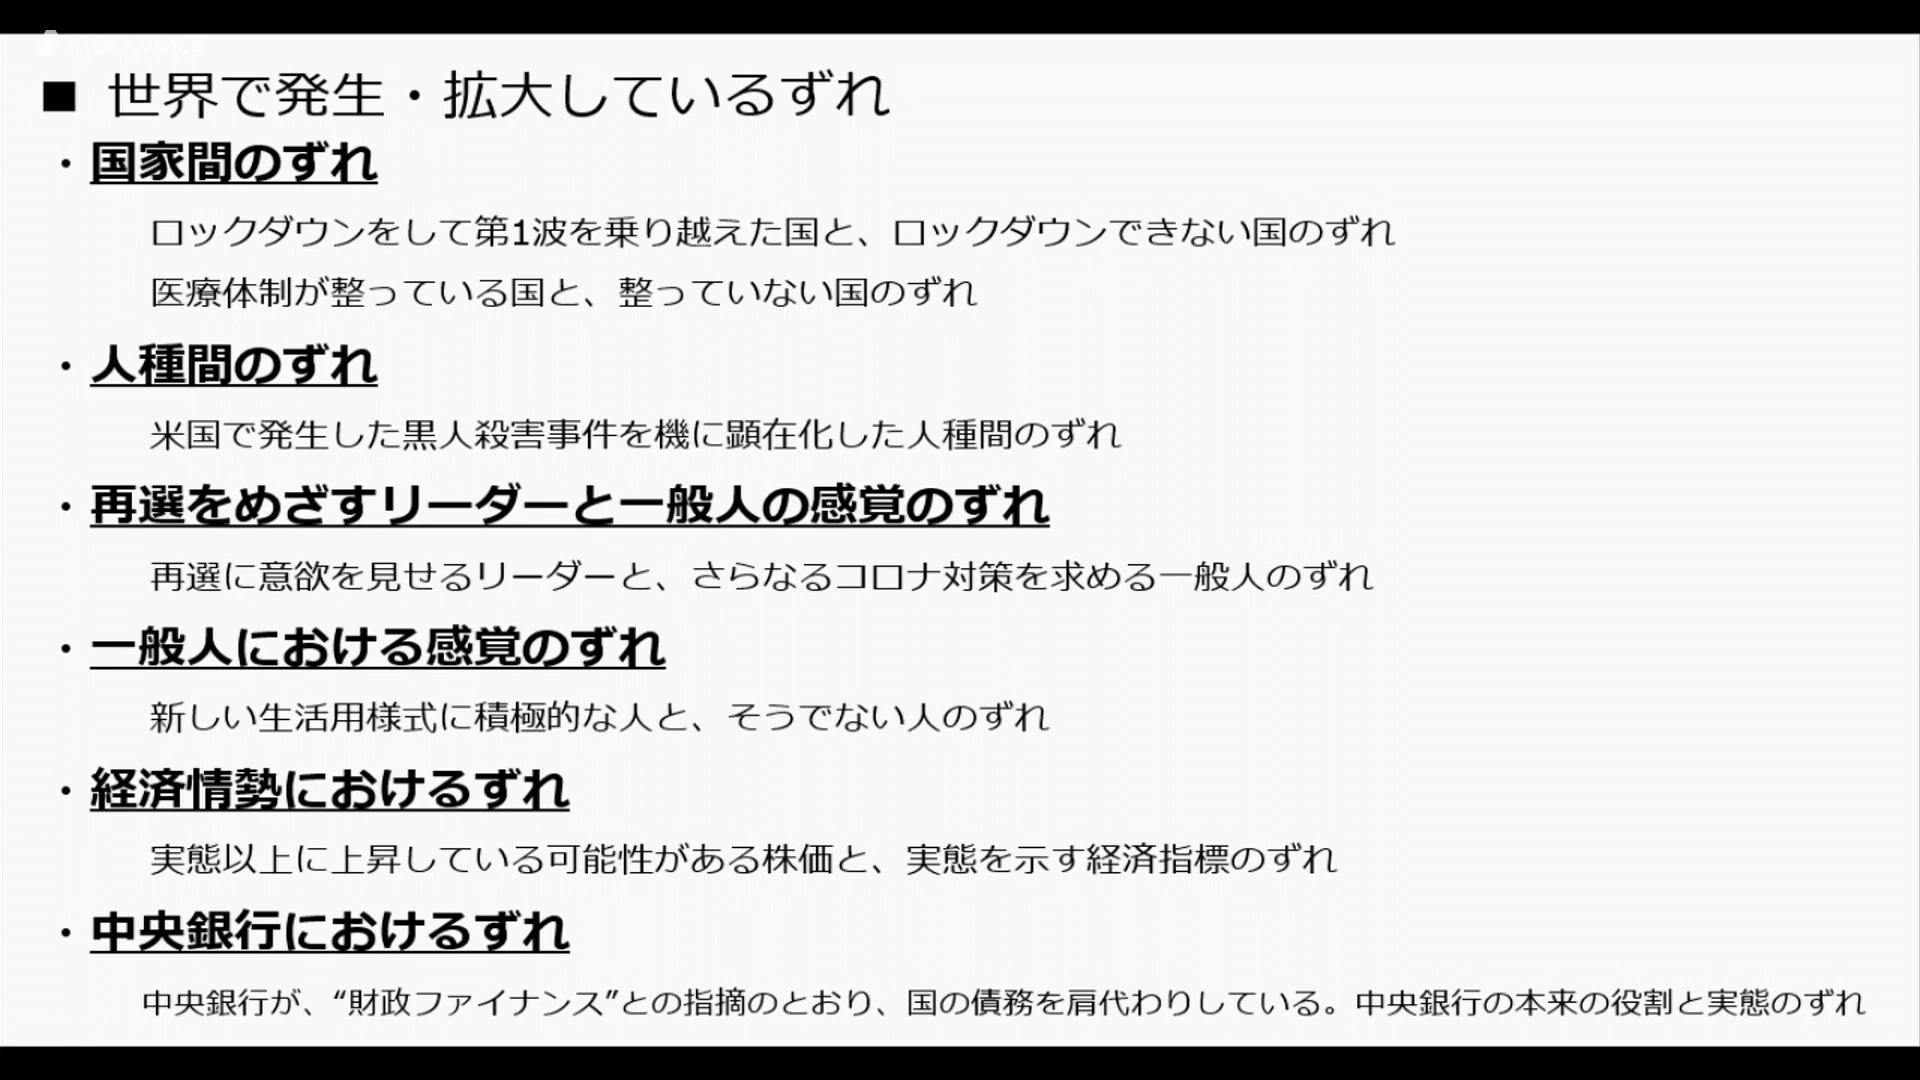 ■ 世界で発生・拡大しているずれ
・国家間のずれ
ロックダウンをして第1波を乗り越えた国と、ロックダウンできない国のずれ
医療体制が整っている国と、整っていない国のずれ
・人種間のずれ
米国で発生した黒人殺害事件を機に顕在化した人種間のずれ
・再選をめざすリーダーと一般人の感覚のずれ
再選に意欲を見せるリーダーと、さらなるコロナ対策を求める一般人のずれ
・一般人における感覚のずれ
新しい生活用様式に積極的な人と、そうでない人のずれ
・経済情勢におけるずれ
実態以上に上昇している可能性がある株価と、実態を示す経済指標のずれ
・中央銀行におけるずれ
中央銀行が、“財政ファイナンス”との指摘のとおり、国の債務を肩代わりしている。中央銀行の本来の役割と実態のずれ